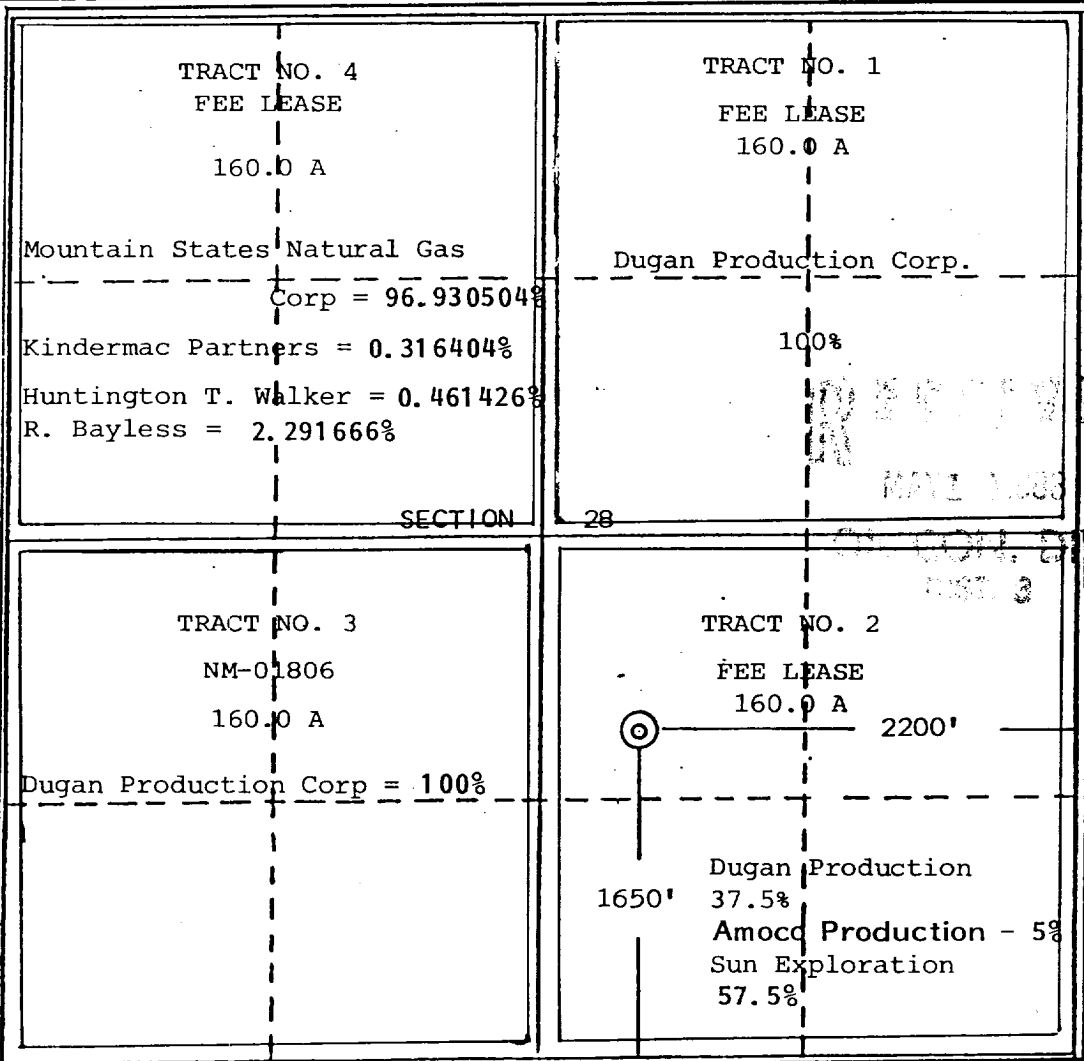 TRACT NO. 4
FEE LEASE
160.0 A
Mountain States Natural Gas
Corp = 96.930504%
Kindermac Partners = 0.316404%
Huntington T. Walker = 0.461426%
R. Bayless = 2.291666%
TRACT NO. 1
FEE LEASE
160.0 A
Dugan Production Corp.
100%
SECTION 28
TRACT NO. 3
NM-01806
160.0 A
Dugan Production Corp = 100%
TRACT NO. 2
FEE LEASE
160.0 A
2200'
1650'
Dugan Production
37.5%
Amoco Production - 5%
Sun Exploration
57.5%